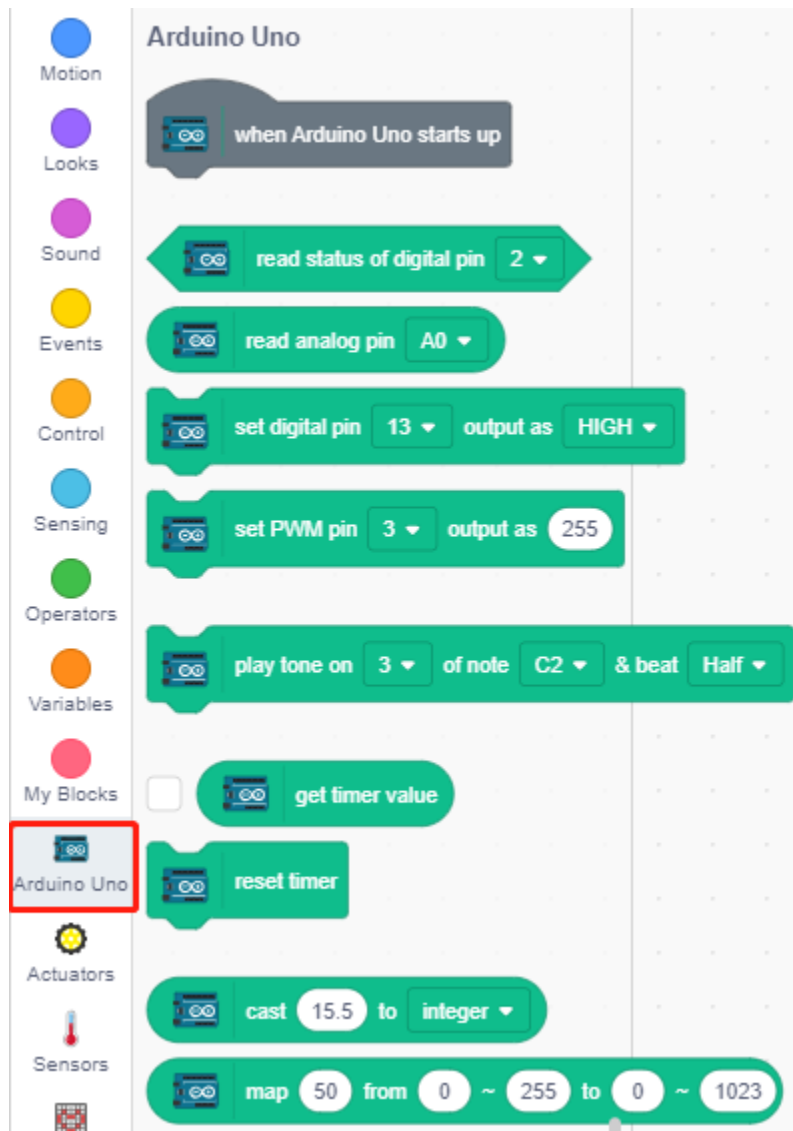 Motion
Looks
Sound
Events
Control
Sensing
Operators
Variables
My Blocks
Arduino Uno
Actuators
Sensors
Arduino Uno
when Arduino Uno starts up
read status of digital pin 2
read analog pin A0
set digital pin 13 output as HIGH
set PWM pin 3 output as 255
play tone on 3 of note C2 & beat Half
get timer value
reset timer
cast 15.5 to integer
map 50 from 0 ~ 255 to 0 ~ 1023